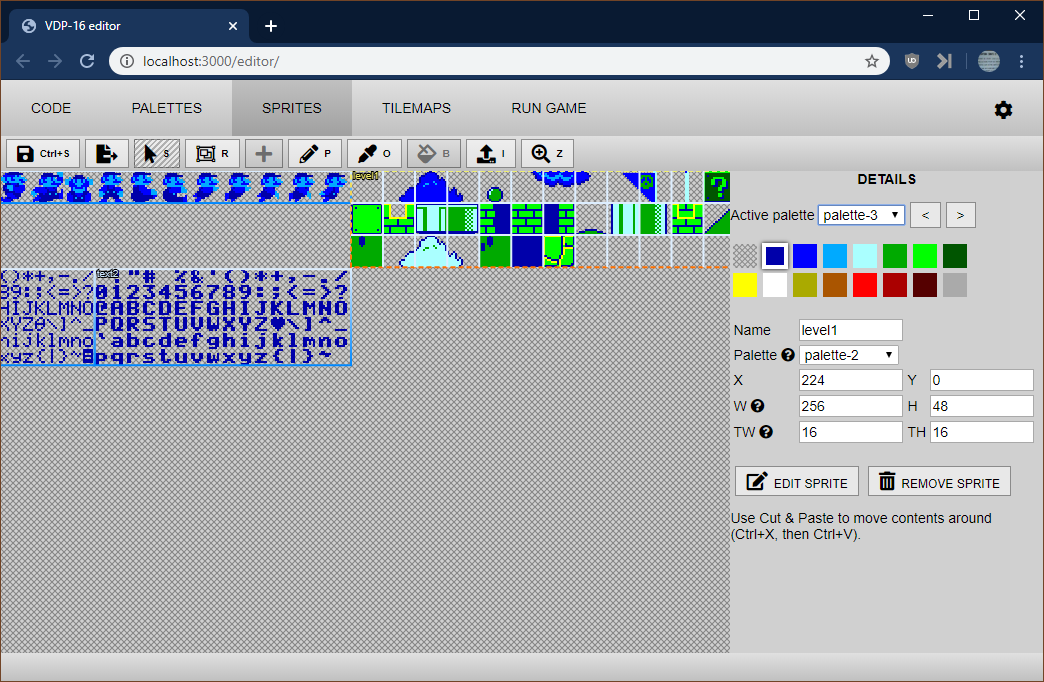 VDP-16 editor
localhost:3000/editor/
CODE PALETTES SPRITES TILEMAPS RUN GAME
Ctrl+S S R P O B I Z
level1
DETAILS
Active palette palette-3 < >
text2
"# %&'()*+,-./
0123456789:;<=>?
@ABCDEFGHIJKLMNO
PQRSTUVWXYZ♥\]^_
`abcdefghijklmno
pqrstuvwxyz{|}~
()*+,-.
89:;<=>?
HIJKLMNO
XYZ
hijklmno
xyz{|}~
Name level1
Palette palette-2
X 224 Y 0
W 256 H 48
TW 16 TH 16
EDIT SPRITE REMOVE SPRITE
Use Cut & Paste to move contents around
(Ctrl+X, then Ctrl+V).